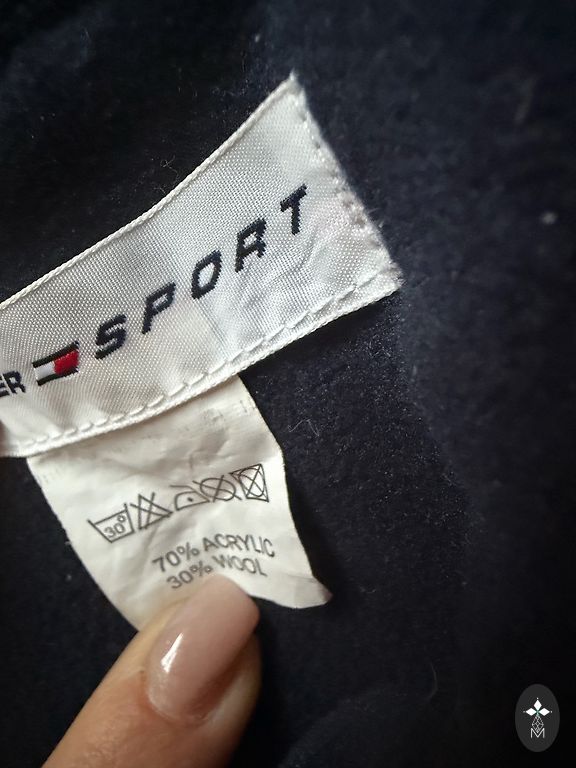 ER SPORT
30°
70% ACRYLIC
30% WOOL
M